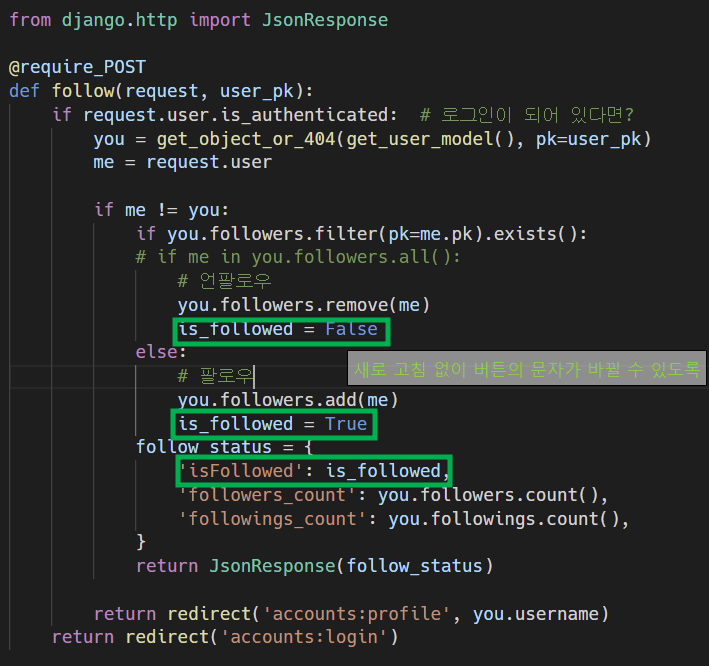 from django.http import JsonResponse
@require_POST
def follow(request, user_pk):
if request.user.is_authenticated:  # 로그인이 되어 있다면?
you = get_object_or_404(get_user_model(), pk=user_pk)
me = request.user
if me != you:
if you.followers.filter(pk=me.pk).exists():
# if me in you.followers.all():
# 언팔로우
you.followers.remove(me)
is_followed = False
else:
새로 고침 없이 버튼의 문자가 바뀔 수 있도록
# 팔로우
you.followers.add(me)
is_followed = True
follow_status = {
'isFollowed': is_followed,
'followers_count': you.followers.count(),
'followings_count': you.followings.count(),
}
return JsonResponse(follow_status)
return redirect('accounts:profile', you.username)
return redirect('accounts:login')